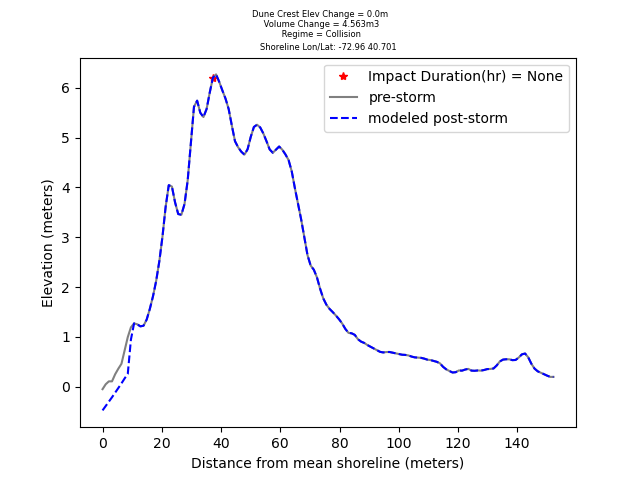 Dune Crest Elev Change = 0.0m
Volume Change = 4.563m3
Regime = Collision
Shoreline Lon/Lat: -72.96 40.701
Impact Duration(hr) = None
pre-storm
modeled post-storm
Elevation (meters)
6
5
4
3
2
1
0
0 20 40 60 80 100 120 140
Distance from mean shoreline (meters)